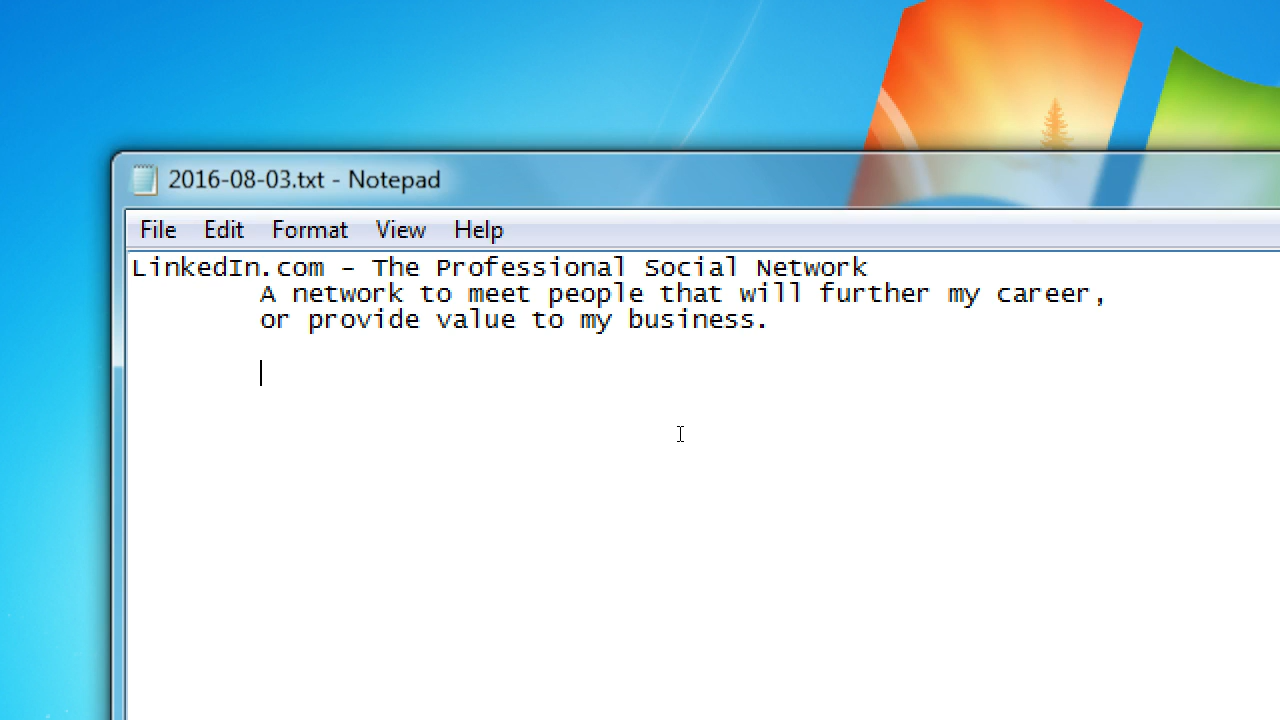 2016-08-03.txt - Notepad
File Edit Format View Help
LinkedIn.com - The Professional Social Network
A network to meet people that will further my career,
or provide value to my business.